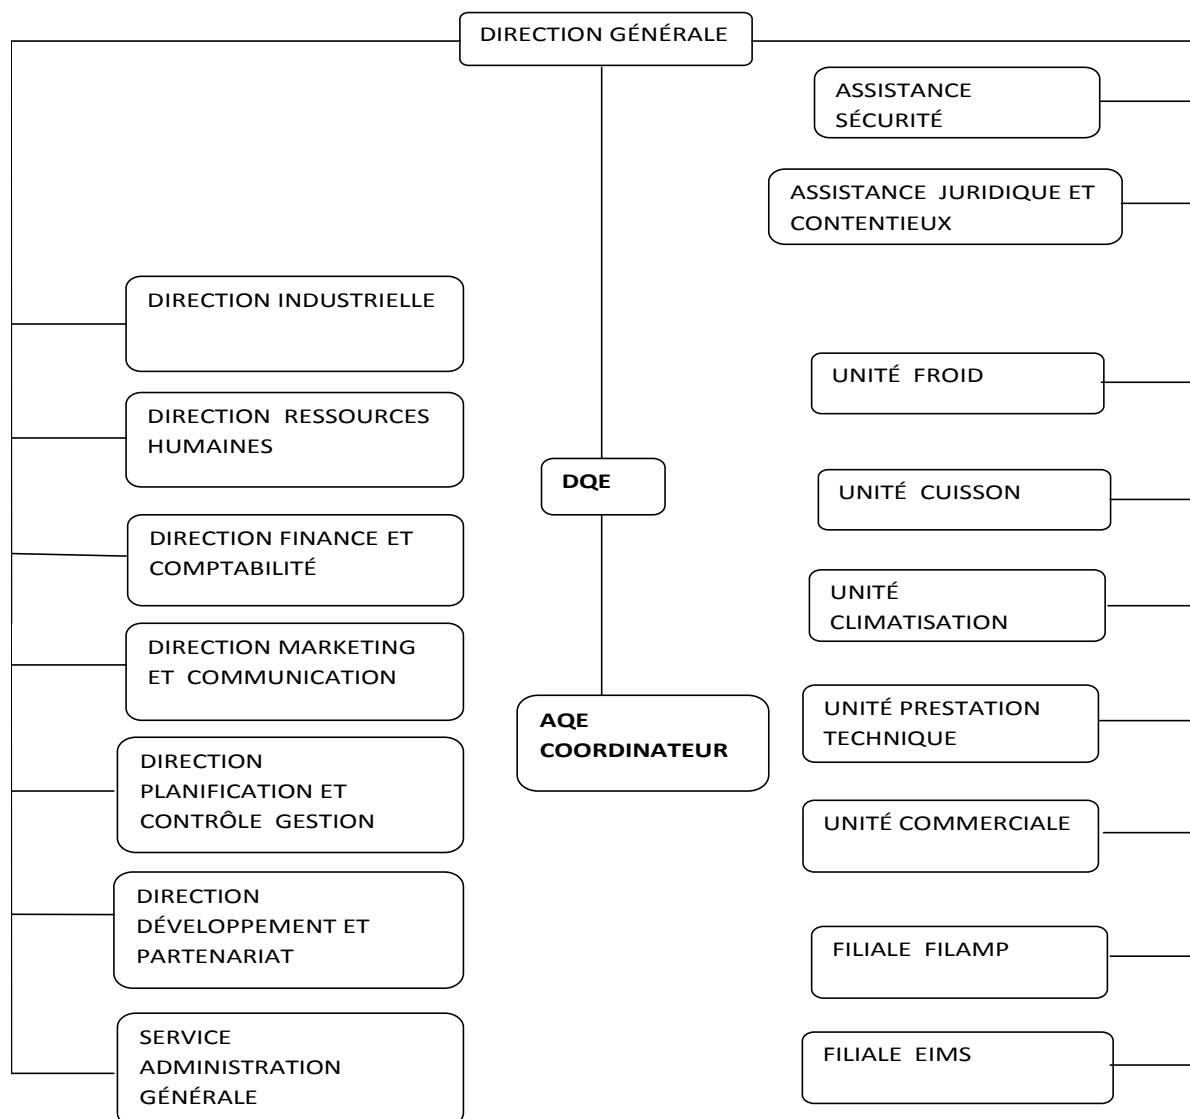 DIRECTION GÉNÉRALE
ASSISTANCE
SÉCURITÉ
ASSISTANCE JURIDIQUE ET
CONTENTIEUX
DIRECTION INDUSTRIELLE
DIRECTION RESSOURCES
HUMAINES
DIRECTION FINANCE ET
COMPTABILITÉ
DIRECTION MARKETING
ET COMMUNICATION
DIRECTION
PLANIFICATION ET
CONTRÔLE GESTION
DIRECTION
DÉVELOPPEMENT ET
PARTENARIAT
SERVICE
ADMINISTRATION
GÉNÉRALE
DQE
AQE
COORDINATEUR
UNITÉ FROID
UNITÉ CUISSON
UNITÉ
CLIMATISATION
UNITÉ PRESTATION
TECHNIQUE
UNITÉ COMMERCIALE
FILIALE FILAMP
FILIALE EIMS